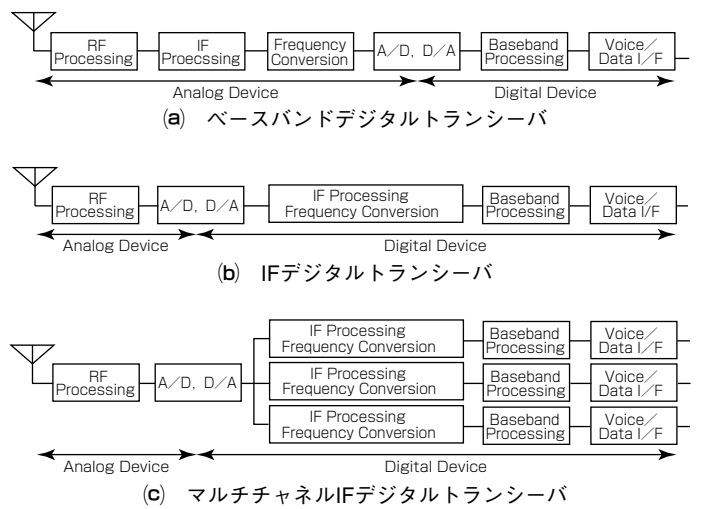 RF
Processing
IF
Proecssing
Frequency
Conversion
A/D, D/A
Baseband
Processing
Voice/
Data I/F
Analog Device
Digital Device
(a) ベースバンドデジタルトランシーバ
RF
Processing
A/D, D/A
IF Processing
Frequency Conversion
Baseband
Processing
Voice/
Data I/F
Analog Device
Digital Device
(b) IFデジタルトランシーバ
IF Processing
Frequency Conversion
Baseband
Processing
Voice/
Data I/F
RF
Processing
A/D, D/A
IF Processing
Frequency Conversion
Baseband
Processing
Voice/
Data I/F
IF Processing
Frequency Conversion
Baseband
Processing
Voice/
Data I/F
Analog Device
Digital Device
(c) マルチチャネルIFデジタルトランシーバ